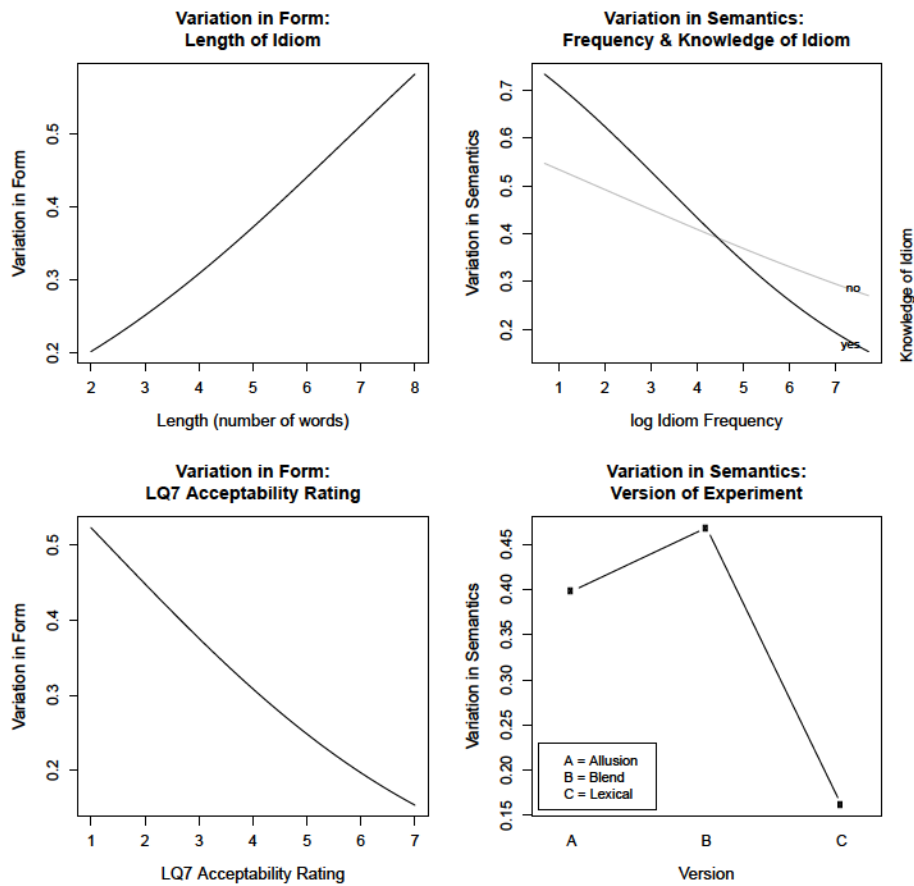 Variation in Form:
Length of Idiom
Variation in Form
0.2 0.3 0.4 0.5
2 3 4 5 6 7 8
Length (number of words)
Variation in Semantics:
Frequency & Knowledge of Idiom
Variation in Semantics
0.2 0.3 0.4 0.5 0.6 0.7
no
yes
Knowledge of Idiom
1 2 3 4 5 6 7
log Idiom Frequency
Variation in Form:
LQ7 Acceptability Rating
Variation in Form
0.2 0.3 0.4 0.5
1 2 3 4 5 6 7
LQ7 Acceptability Rating
Variation in Semantics:
Version of Experiment
Variation in Semantics
0.15 0.20 0.25 0.30 0.35 0.40 0.45
A = Allusion
B = Blend
C = Lexical
A B C
Version